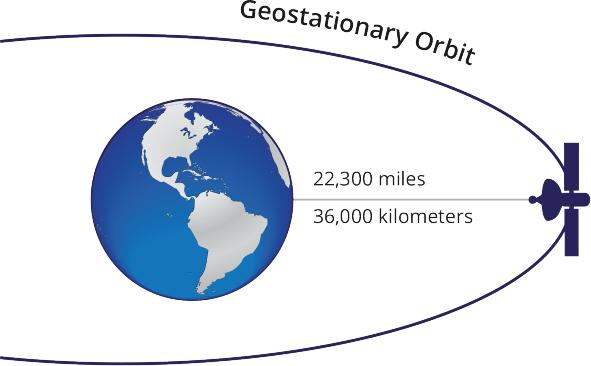 Geostationary Orbit
22,300 miles
36,000 kilometers